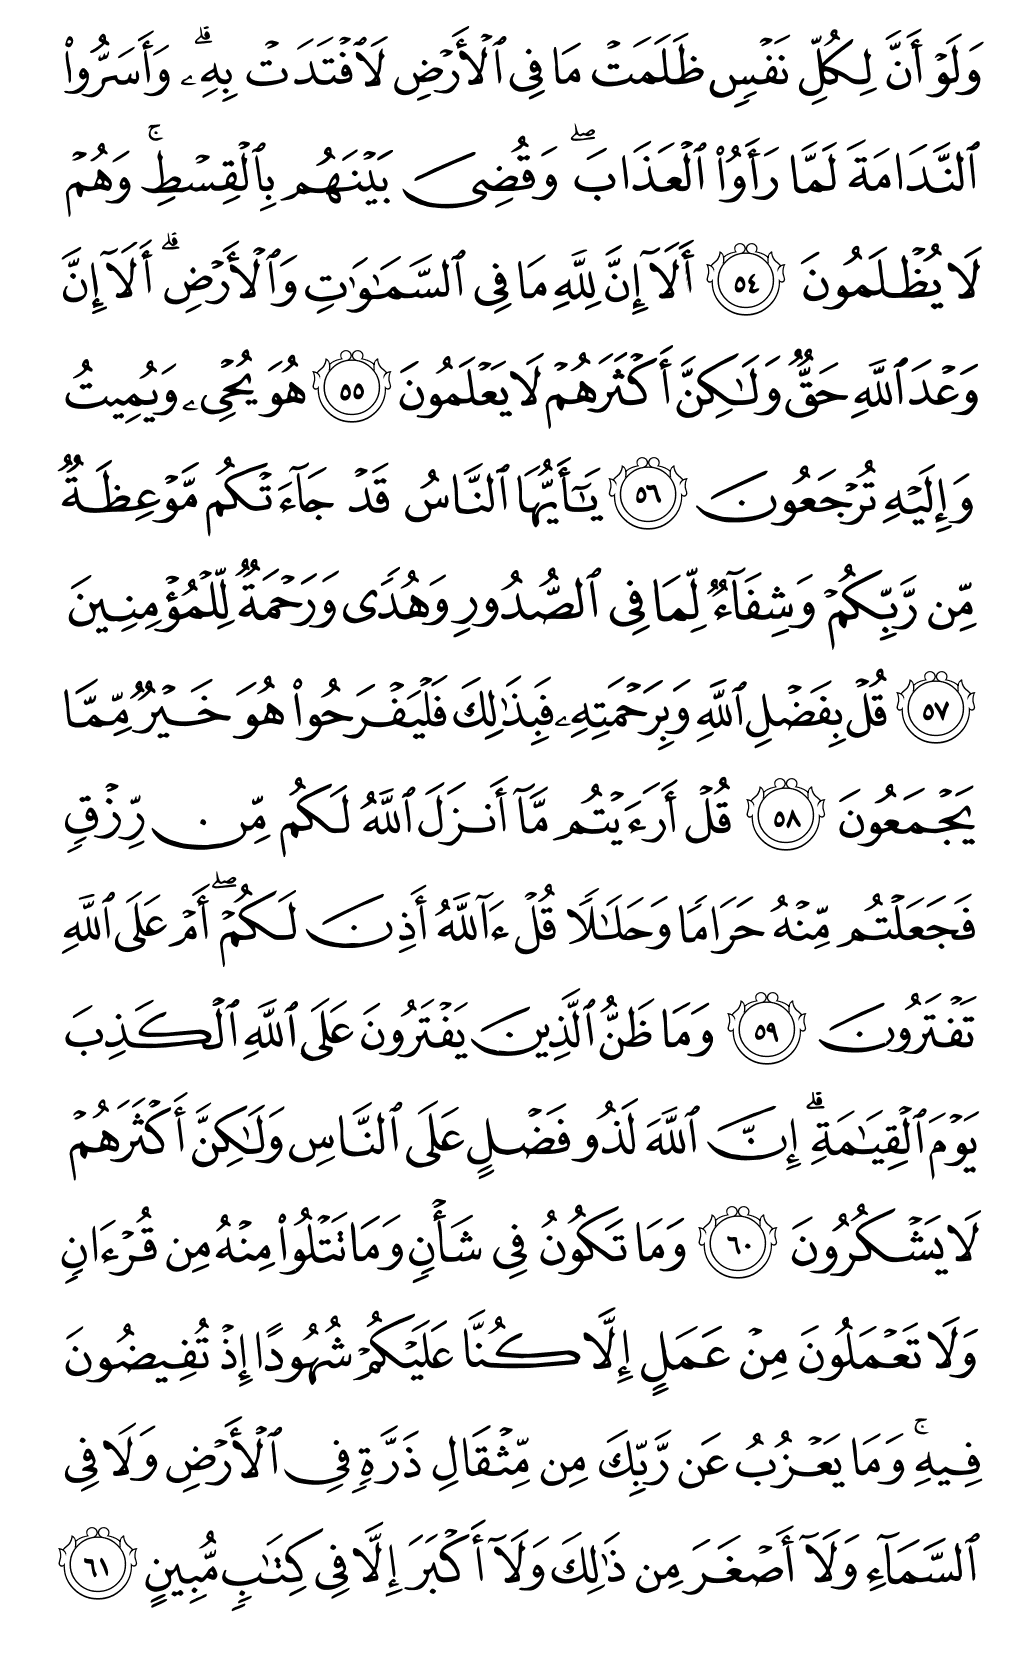 وَلَوۡ أَنَّ لِكُلِّ نَفۡسٖ ظَلَمَتۡ مَا فِي ٱلۡأَرۡضِ لَٱفۡتَدَتۡ بِهِۦۗ وَأَسَرُّواْ
ٱلنَّدَامَةَ لَمَّا رَأَوُاْ ٱلۡعَذَابَۖ وَقُضِيَ بَيۡنَهُم بِٱلۡقِسۡطِۚ وَهُمۡ
لَا يُظۡلَمُونَ ٥٤ أَلَآ إِنَّ لِلَّهِ مَا فِي ٱلسَّمَٰوَٰتِ وَٱلۡأَرۡضِۗ أَلَآ إِنَّ
وَعۡدَ ٱللَّهِ حَقّٞ وَلَٰكِنَّ أَكۡثَرَهُمۡ لَا يَعۡلَمُونَ ٥٥ هُوَ يُحۡيِۦ وَيُمِيتُ
وَإِلَيۡهِ تُرۡجَعُونَ ٥٦ يَٰٓأَيُّهَا ٱلنَّاسُ قَدۡ جَآءَتۡكُم مَّوۡعِظَةٞ
مِّن رَّبِّكُمۡ وَشِفَآءٞ لِّمَا فِي ٱلصُّدُورِ وَهُدٗى وَرَحۡمَةٞ لِّلۡمُؤۡمِنِينَ
٥٧ قُلۡ بِفَضۡلِ ٱللَّهِ وَبِرَحۡمَتِهِۦ فَبِذَٰلِكَ فَلۡيَفۡرَحُواْ هُوَ خَيۡرٞ مِّمَّا
يَجۡمَعُونَ ٥٨ قُلۡ أَرَءَيۡتُم مَّآ أَنزَلَ ٱللَّهُ لَكُم مِّن رِّزۡقٖ
فَجَعَلۡتُم مِّنۡهُ حَرَامٗا وَحَلَٰلٗا قُلۡ ءَآللَّهُ أَذِنَ لَكُمۡۖ أَمۡ عَلَى ٱللَّهِ
تَفۡتَرُونَ ٥٩ وَمَا ظَنُّ ٱلَّذِينَ يَفۡتَرُونَ عَلَى ٱللَّهِ ٱلۡكَذِبَ
يَوۡمَ ٱلۡقِيَٰمَةِۗ إِنَّ ٱللَّهَ لَذُو فَضۡلٍ عَلَى ٱلنَّاسِ وَلَٰكِنَّ أَكۡثَرَهُمۡ
لَا يَشۡكُرُونَ ٦٠ وَمَا تَكُونُ فِي شَأۡنٖ وَمَا تَتۡلُواْ مِنۡهُ مِن قُرۡءَانٖ
وَلَا تَعۡمَلُونَ مِنۡ عَمَلٍ إِلَّا كُنَّا عَلَيۡكُمۡ شُهُودًا إِذۡ تُفِيضُونَ
فِيهِۚ وَمَا يَعۡزُبُ عَن رَّبِّكَ مِن مِّثۡقَالِ ذَرَّةٖ فِي ٱلۡأَرۡضِ وَلَا فِي
ٱلسَّمَآءِ وَلَآ أَصۡغَرَ مِن ذَٰلِكَ وَلَآ أَكۡبَرَ إِلَّا فِي كِتَٰبٖ مُّبِينٍ ٦١